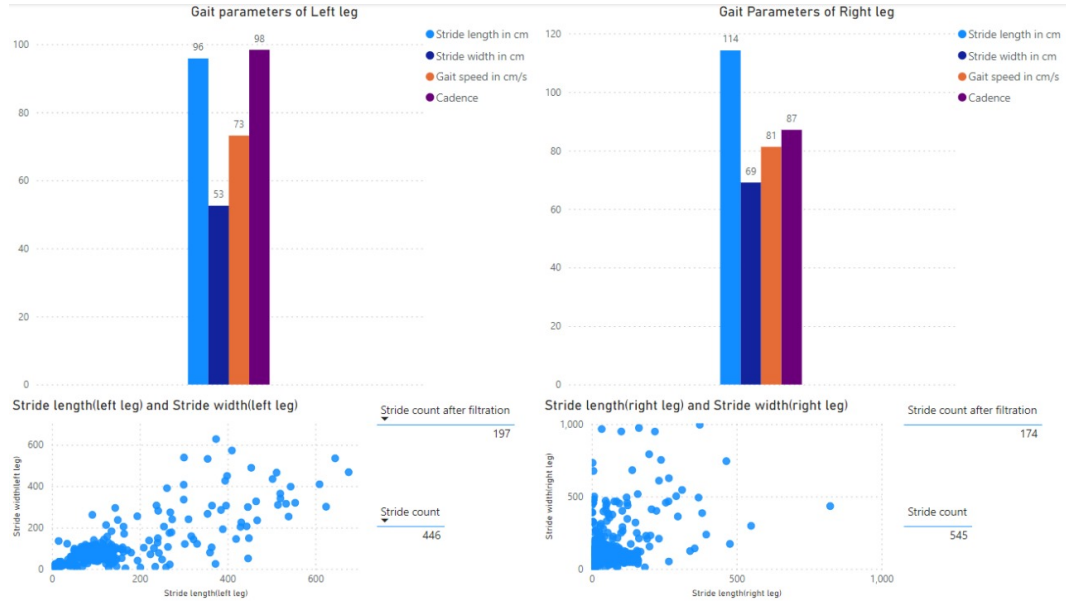 Gait parameters of Left leg
100
80
60
40
20
0
96
53
73
98
Stride length in cm
Stride width in cm
Gait speed in cm/s
Cadence
Gait Parameters of Right leg
120
100
80
60
40
20
0
114
69
81
87
Stride length in cm
Stride width in cm
Gait speed in cm/s
Cadence
Stride length(left leg) and Stride width(left leg)
Stride width(left leg)
600
400
200
0
0 200 400 600
Stride length(left leg)
Stride count after filtration
197
Stride count
446
Stride length(right leg) and Stride width(right leg)
Stride width(right leg)
1,000
500
0
0 500 1,000
Stride length(right leg)
Stride count after filtration
174
Stride count
545